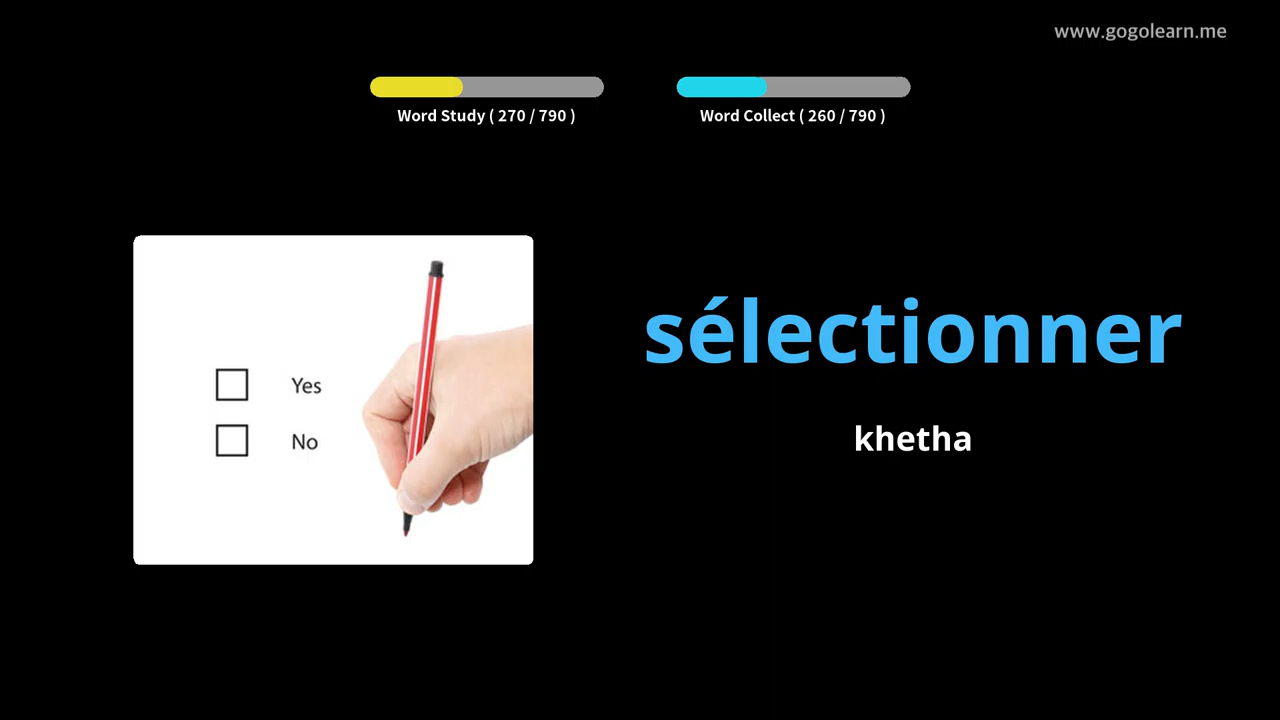 www.gogolearn.me
Word Study ( 270 / 790 )
Word Collect ( 260 / 790 )
sélectionner
khetha
Yes
No